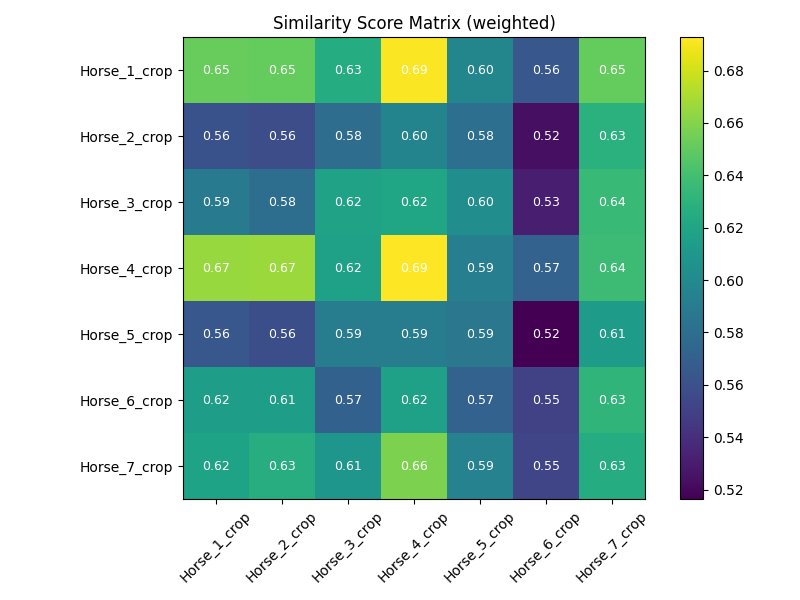 Similarity Score Matrix (weighted)
Horse_1_crop 0.65 0.65 0.63 0.69 0.60 0.56 0.65
Horse_2_crop 0.56 0.56 0.58 0.60 0.58 0.52 0.63
Horse_3_crop 0.59 0.58 0.62 0.62 0.60 0.53 0.64
Horse_4_crop 0.67 0.67 0.62 0.69 0.59 0.57 0.64
Horse_5_crop 0.56 0.56 0.59 0.59 0.59 0.52 0.61
Horse_6_crop 0.62 0.61 0.57 0.62 0.57 0.55 0.63
Horse_7_crop 0.62 0.63 0.61 0.66 0.59 0.55 0.63
Horse_1_crop Horse_2_crop Horse_3_crop Horse_4_crop Horse_5_crop Horse_6_crop Horse_7_crop
0.68
0.66
0.64
0.62
0.60
0.58
0.56
0.54
0.52